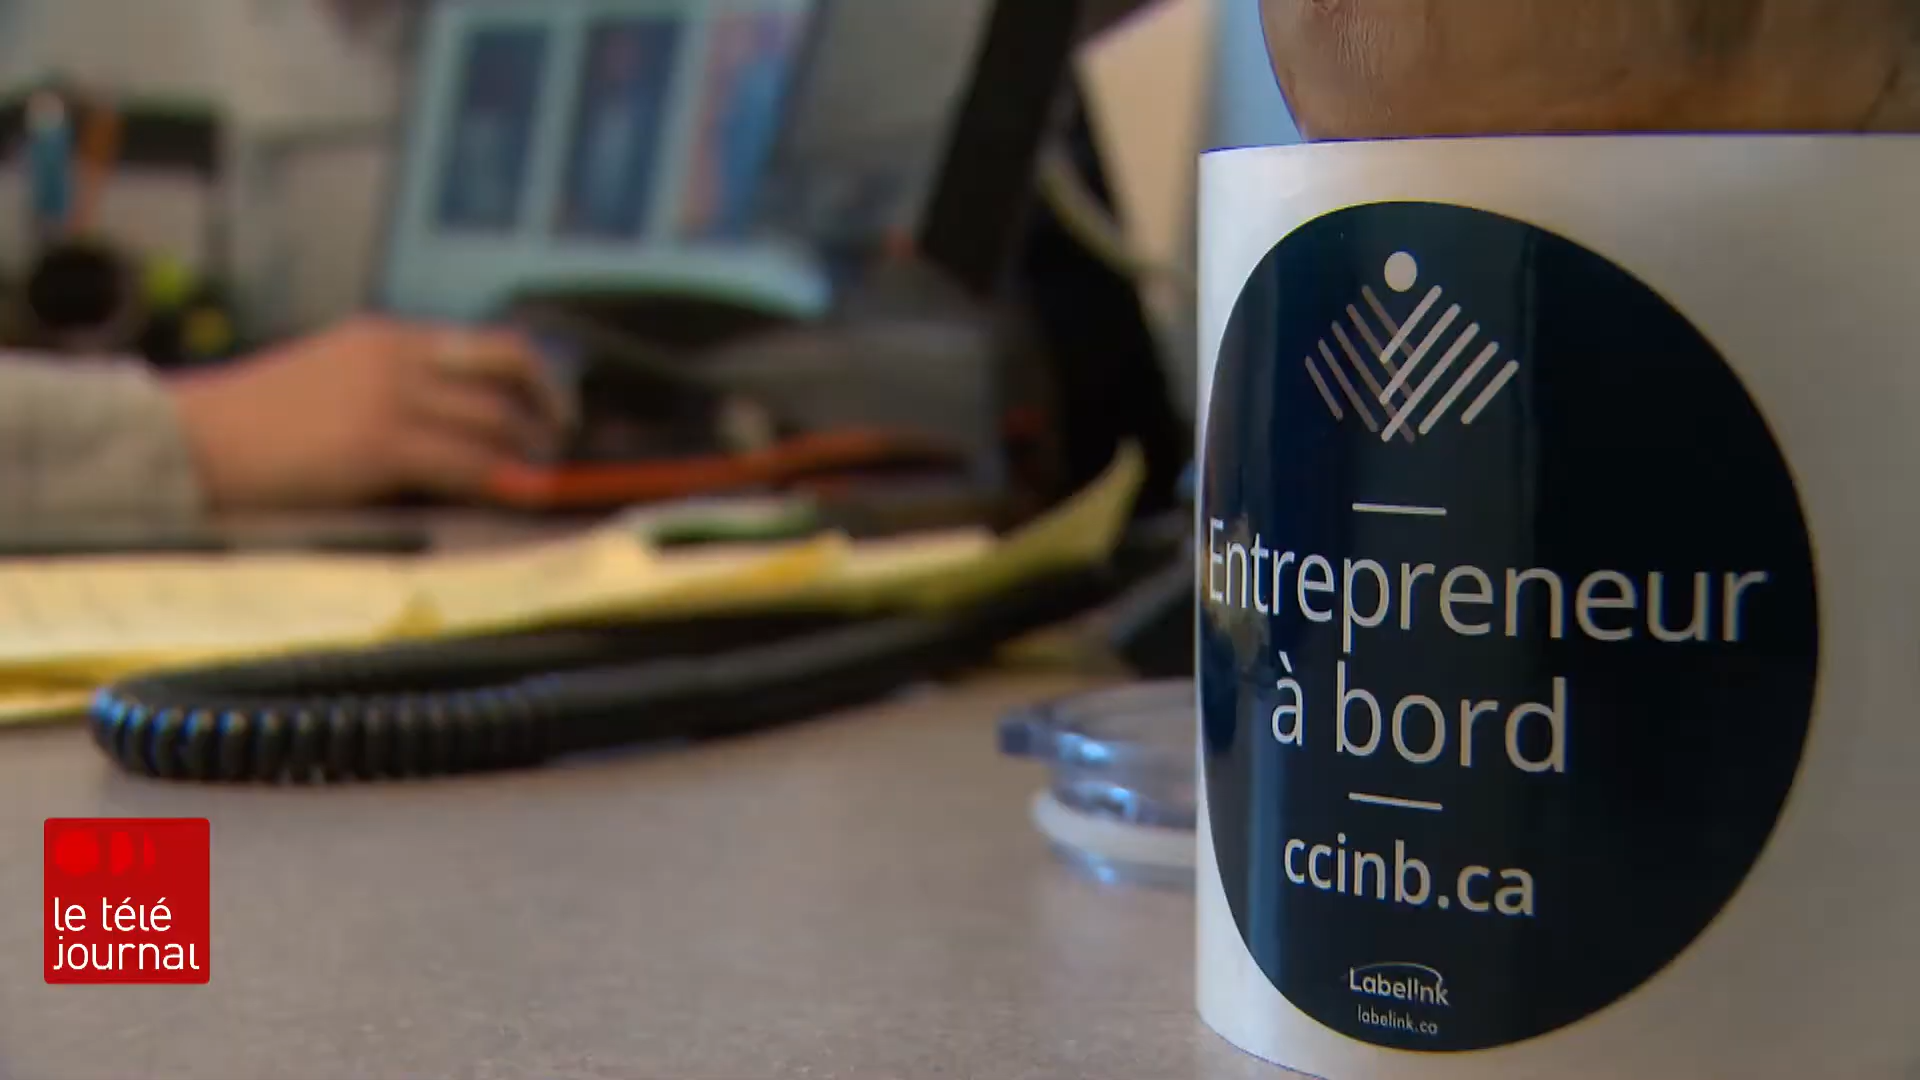 Entrepreneur
à bord
ccinb.ca
Labelink
labelink.ca
le télé
journal